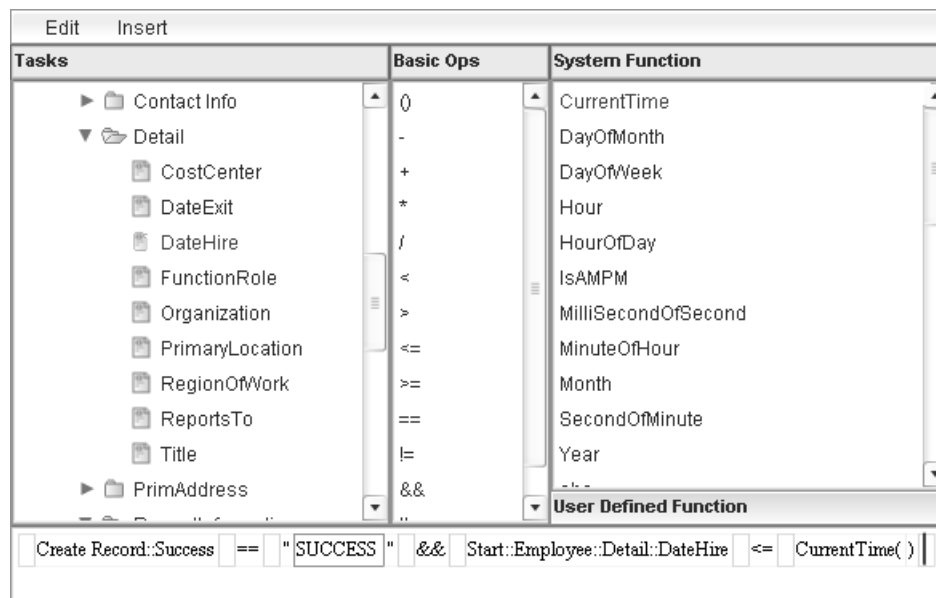 Edit Insert
Tasks Basic Ops System Function
Contact Info () CurrentTime
Detail - DayOfMonth
CostCenter + DayOfWeek
DateExit * Hour
DateHire / HourOfDay
FunctionRole < IsAMPM
Organization > MilliSecondOfSecond
PrimaryLocation <= MinuteOfHour
RegionOfWork >= Month
ReportsTo == SecondOfMinute
Title != Year
PrimAddress &&
User Defined Function
Create Record::Success == " SUCCESS " && Start::Employee::Detail::DateHire <= CurrentTime( )